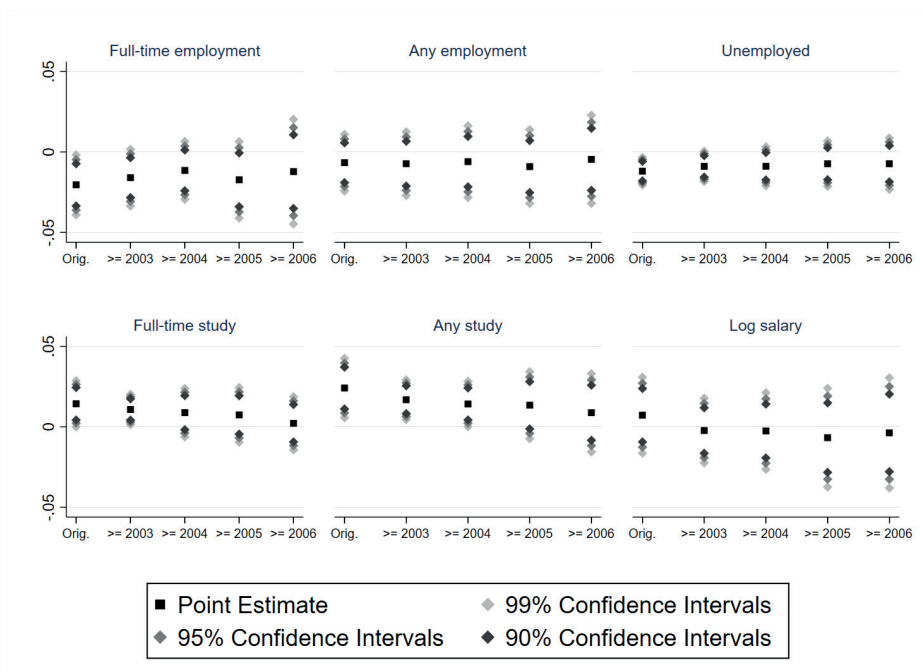 Full-time employment
Any employment
Unemployed
.05
0
-.05
Orig. >= 2003 >= 2004 >= 2005 >= 2006
Orig. >= 2003 >= 2004 >= 2005 >= 2006
Orig. >= 2003 >= 2004 >= 2005 >= 2006
Full-time study
Any study
Log salary
.05
0
-.05
Orig. >= 2003 >= 2004 >= 2005 >= 2006
Orig. >= 2003 >= 2004 >= 2005 >= 2006
Orig. >= 2003 >= 2004 >= 2005 >= 2006
Point Estimate
99% Confidence Intervals
95% Confidence Intervals
90% Confidence Intervals